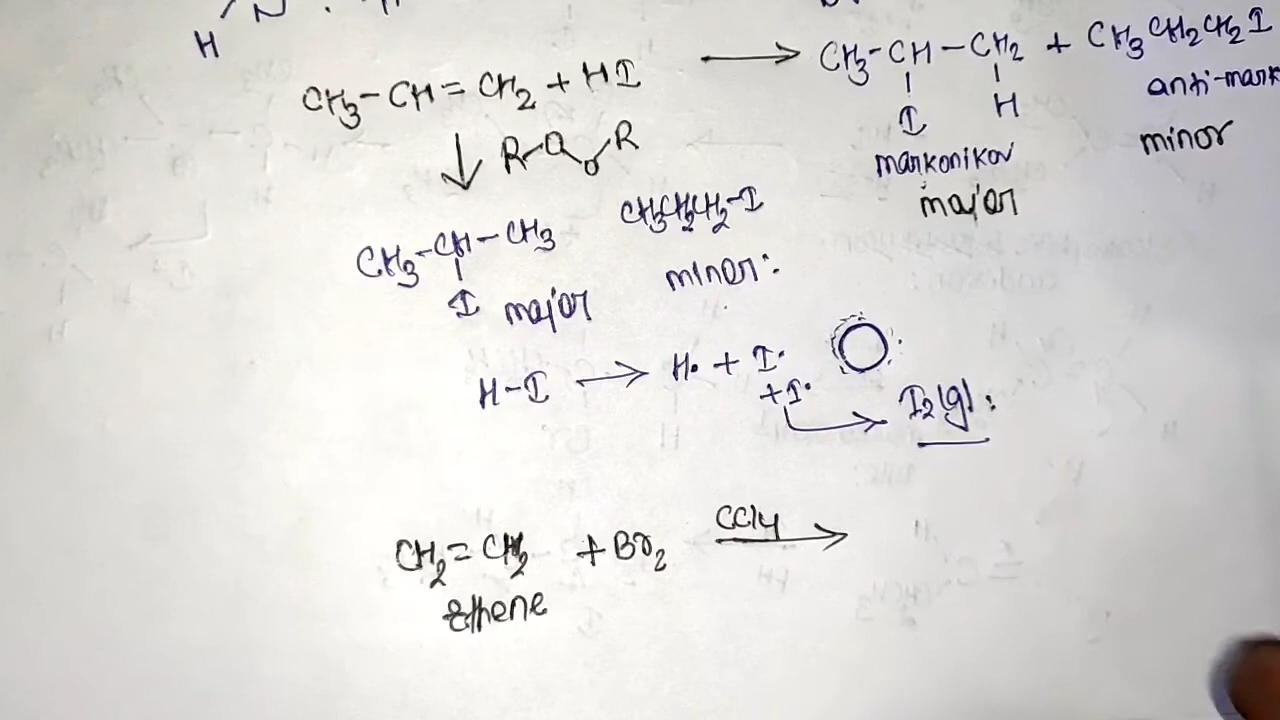 H N
CH3-CH=CH2+HI ⟶ CH3-CH-CH2 + CH3CH2CH2I
I H anti-mark
markonikov minor
major
R-O-O-R
CH3-CH-CH3 CH3CH2CH2-I
I major minor:
H-I ⟶ H• + I•
+I• ⟶ I2(g):
CH2=CH2 +Br2 CCl4 ⟶
Ethene